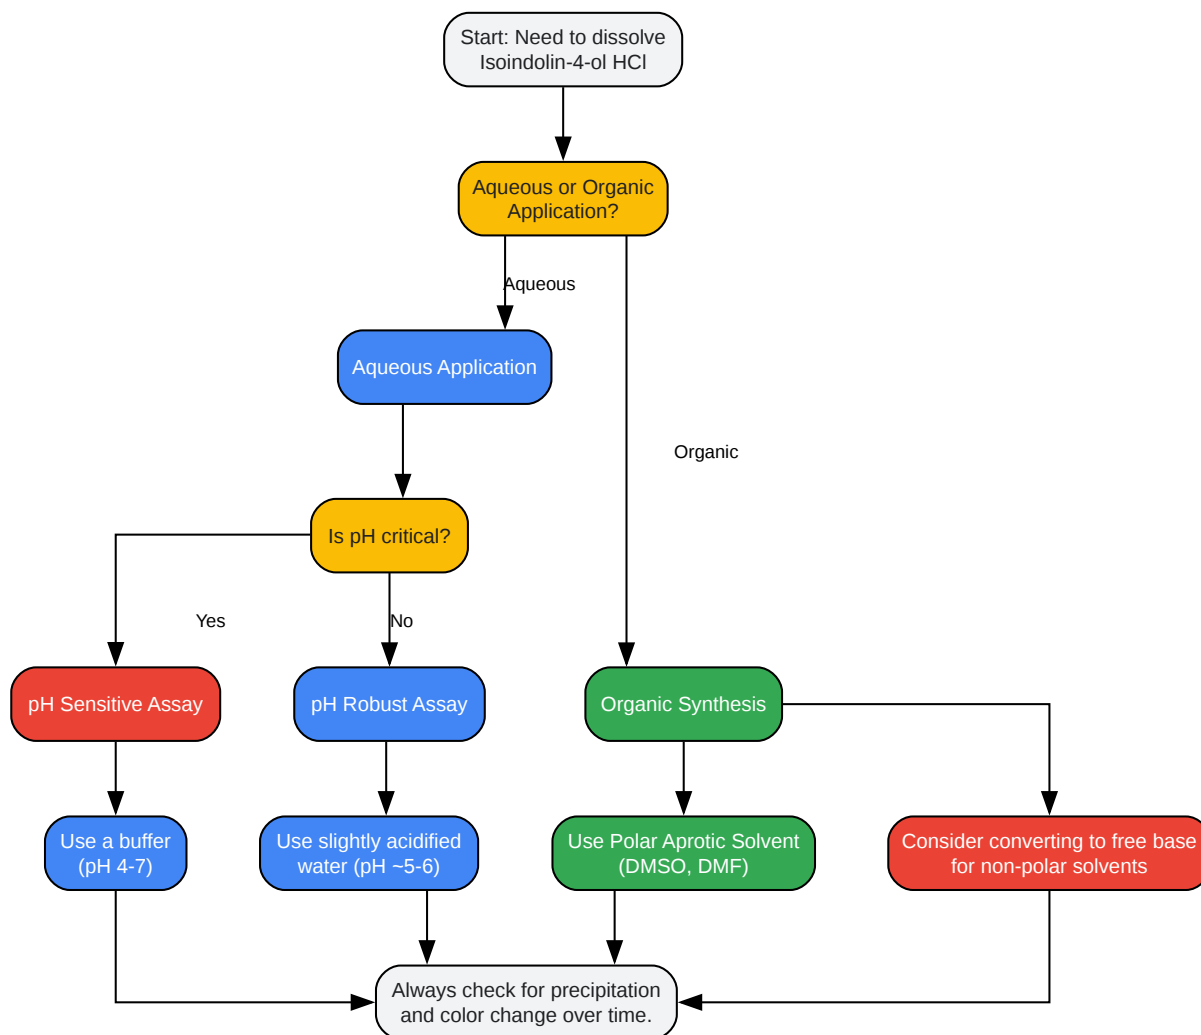 Start: Need to dissolve
Isoindolin-4-ol HCl
Aqueous or Organic
Application?
Aqueous
Aqueous Application
Organic
Is pH critical?
Yes
No
pH Sensitive Assay
pH Robust Assay
Organic Synthesis
Use a buffer
(pH 4-7)
Use slightly acidified
water (pH ~5-6)
Use Polar Aprotic Solvent
(DMSO, DMF)
Consider converting to free base
for non-polar solvents
Always check for precipitation
and color change over time.